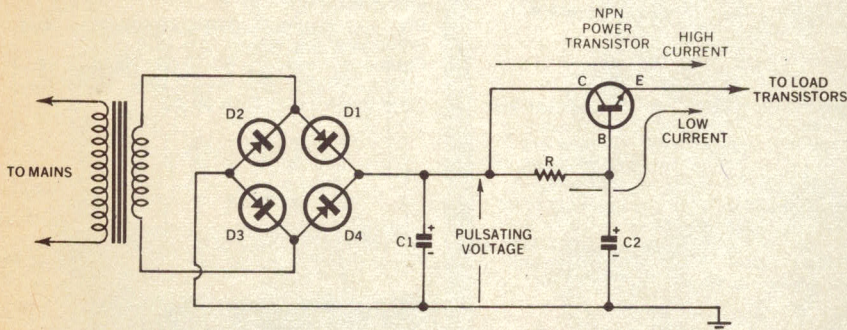 NPN
POWER
TRANSISTOR
HIGH
CURRENT
C
E
TO LOAD
TRANSISTORS
B
LOW
CURRENT
D2
D1
TO MAINS
R
D3
D4
C1
+
-
PULSATING
VOLTAGE
+
-
C2